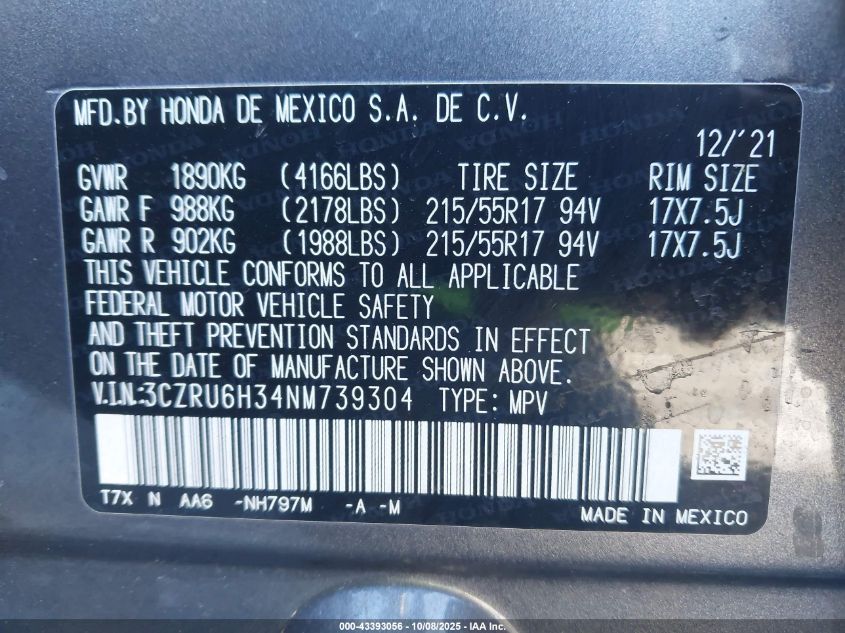 MFD.BY HONDA DE MEXICO S.A. DE C.V.
12/'21
GVWR 1890KG (4166LBS) TIRE SIZE RIM SIZE
GAWR F 988KG (2178LBS) 215/55R17 94V 17X7.5J
GAWR R 902KG (1988LBS) 215/55R17 94V 17X7.5J
THIS VEHICLE CONFORMS TO ALL APPLICABLE
FEDERAL MOTOR VEHICLE SAFETY
AND THEFT PREVENTION STANDARDS IN EFFECT
ON THE DATE OF MANUFACTURE SHOWN ABOVE.
V.I.N.:3CZRU6H34NM739304 TYPE: MPV
T7X N AA6 -NH797M -A -M
MADE IN MEXICO
000-43393056 - 10/08/2025 - IAA Inc.